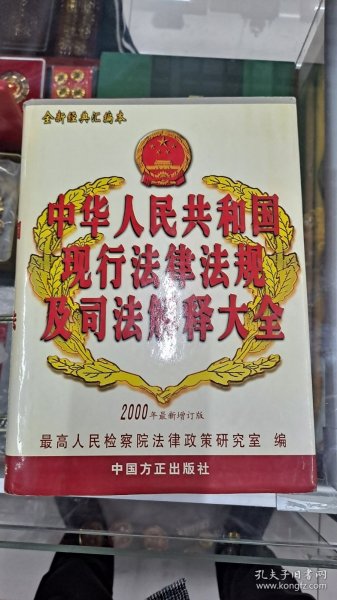 全新经典汇编本
中华人民共和国
现行法律法规
及司法解释大全
2000年最新增订版
最高人民检察院法律政策研究室 编
中国方正出版社
孔夫子旧书网
www.kongfz.com